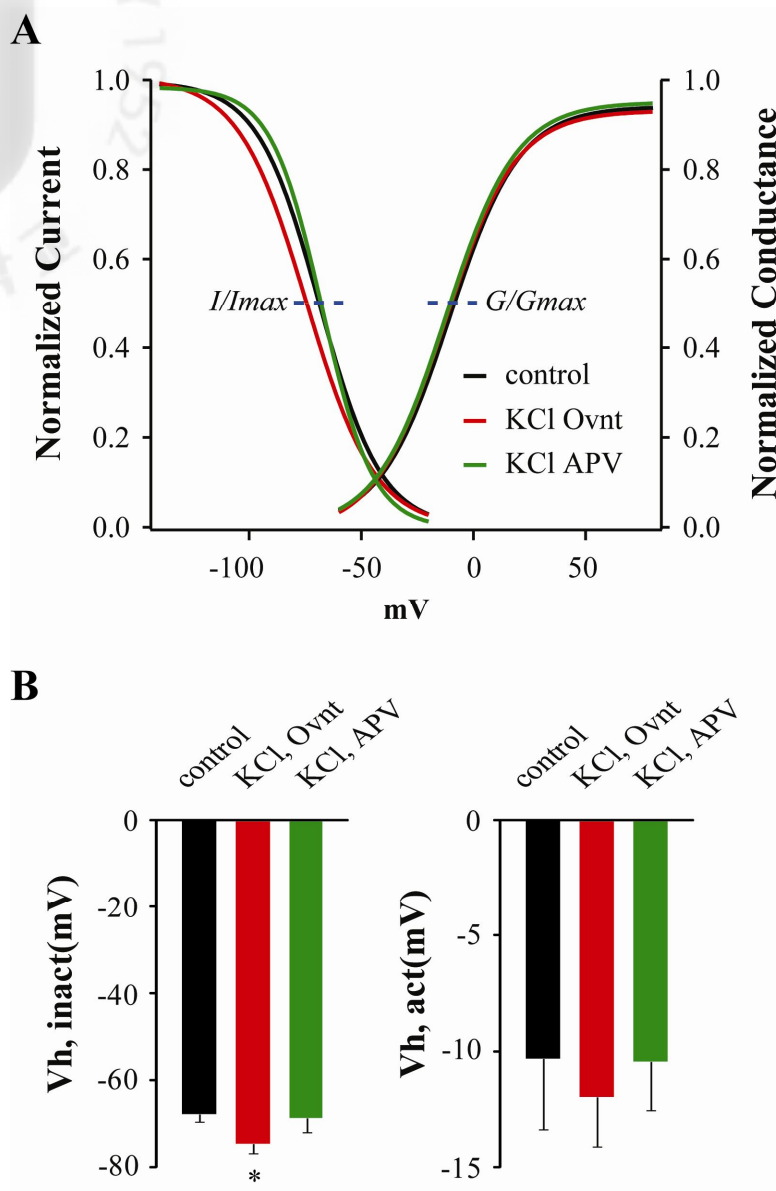 A
1.0
0.8
0.6
0.4
0.2
0.0
Normalized Current
1.0
0.8
0.6
0.4
0.2
0.0
Normalized Conductance
I/Imax
G/Gmax
control
KCl Ovnt
KCl APV
-100
-50
0
50
mV
B
control
KCl, Ovnt
KCl, APV
0
-20
-40
-60
-80
Vh, inact(mV)
*
control
KCl, Ovnt
KCl, APV
0
-5
-10
-15
Vh, act(mV)